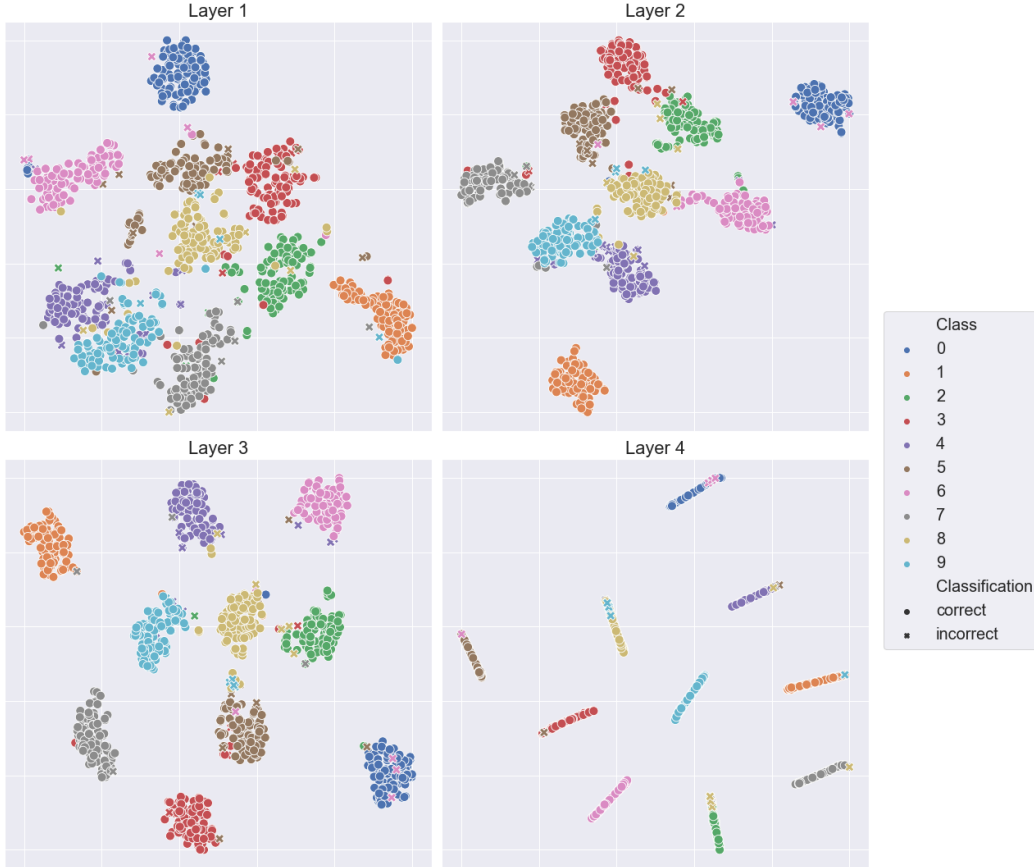 Layer 1
Layer 2
Layer 3
Layer 4
Class
0
1
2
3
4
5
6
7
8
9
Classification
correct
incorrect